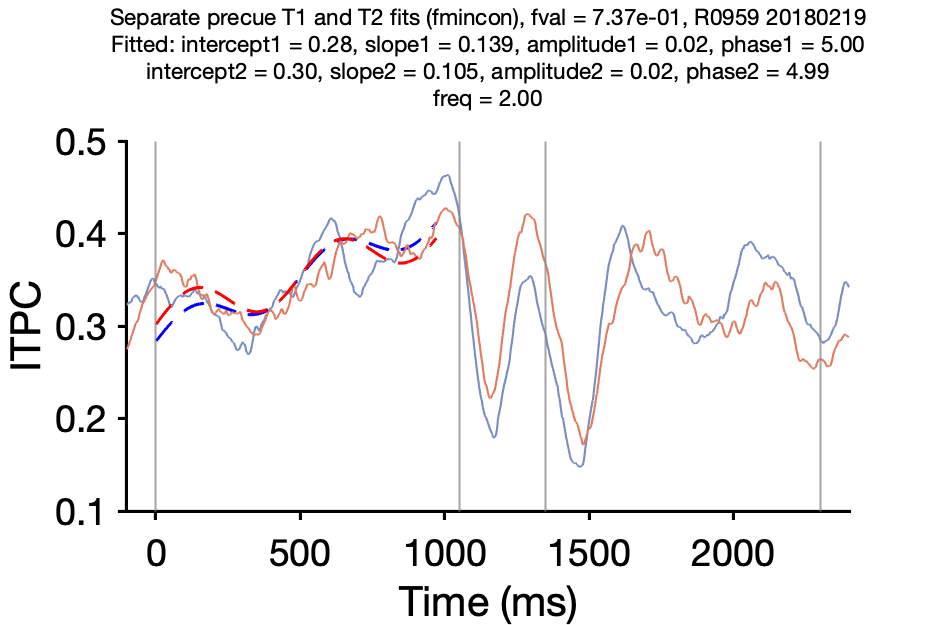 Separate precue T1 and T2 fits (fmincon), fval = 7.37e-01, R0959 20180219
Fitted: intercept1 = 0.28, slope1 = 0.139, amplitude1 = 0.02, phase1 = 5.00
intercept2 = 0.30, slope2 = 0.105, amplitude2 = 0.02, phase2 = 4.99
freq = 2.00
0.5
0.4
0.3
0.2
0.1
ITPC
0 500 1000 1500 2000
Time (ms)